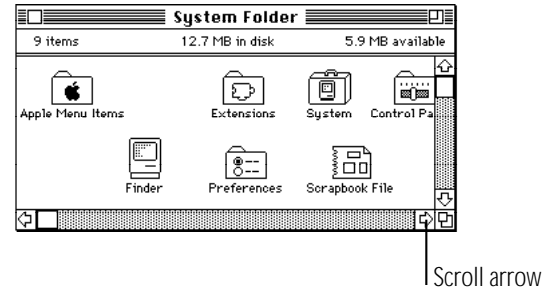 System Folder
9 items 12.7 MB in disk 5.9 MB available
Apple Menu Items Extensions System Control Pa
Finder Preferences Scrapbook File
Scroll arrow